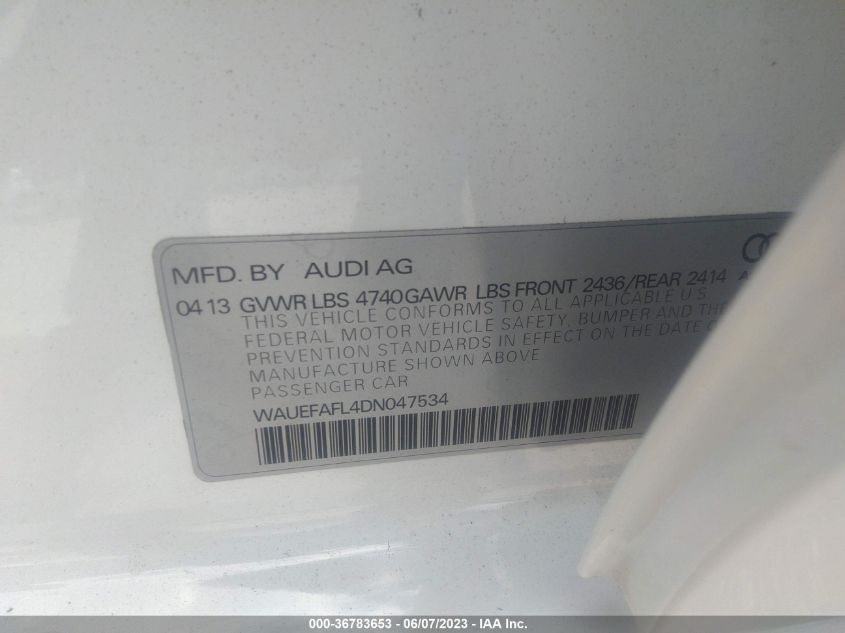 MFD. BY AUDI AG
04 13 GVWR LBS 4740 GAWR LBS FRONT 2436/REAR 2414
THIS VEHICLE CONFORMS TO ALL APPLICABLE U S
FEDERAL MOTOR VEHICLE SAFETY, BUMPER AND THE
PREVENTION STANDARDS IN EFFECT ON THE DATE O
MANUFACTURE SHOWN ABOVE
PASSENGER CAR
WAUEFAFL4DN047534
000-36783653 - 06/07/2023 - IAA Inc.